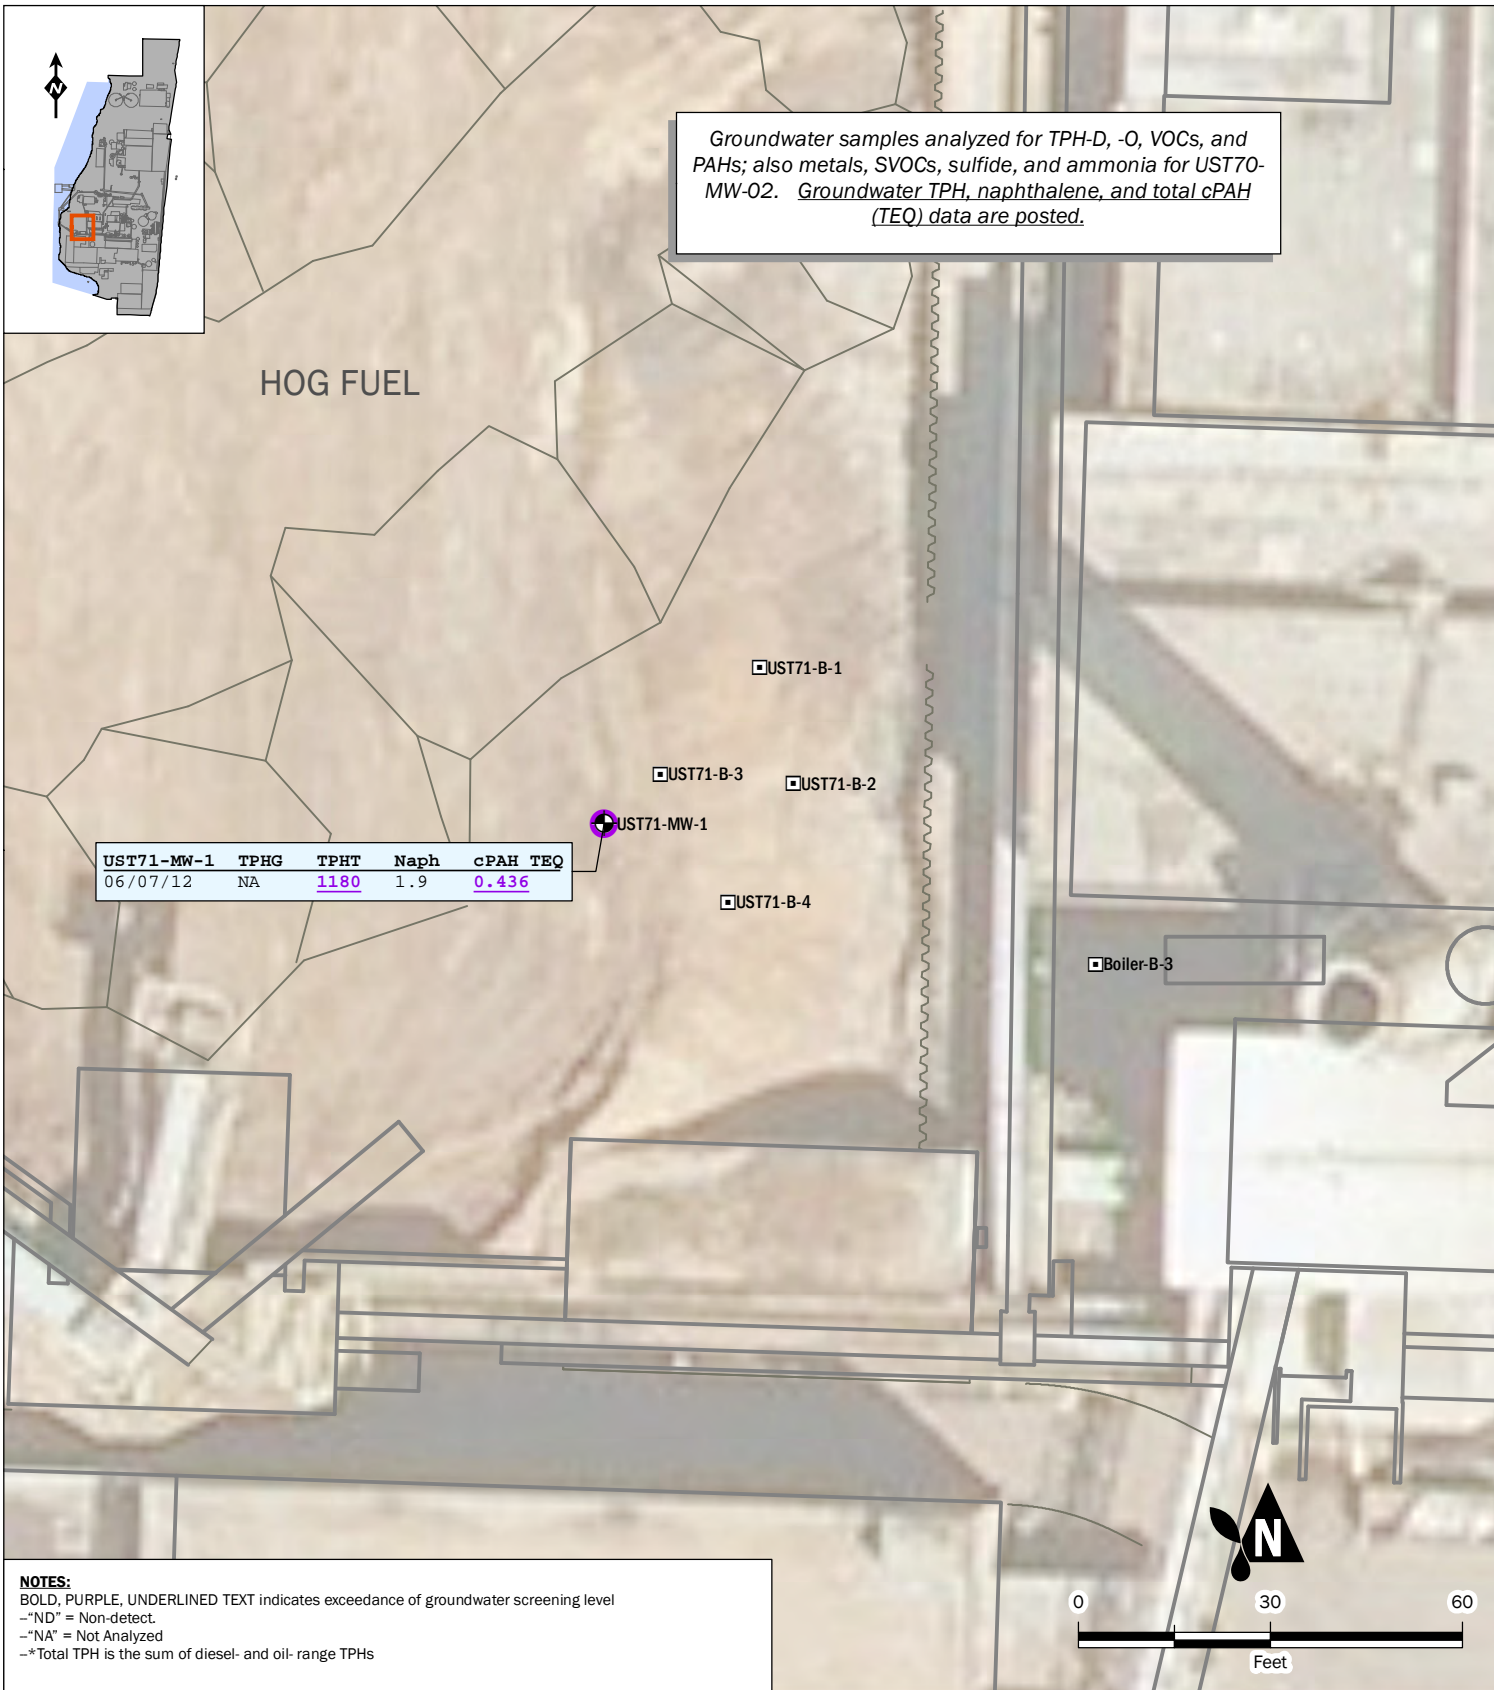 N
Groundwater samples analyzed for TPH-D, -O, VOCs, and
PAHs; also metals, SVOCs, sulfide, and ammonia for UST70-
MW-02. Groundwater TPH, naphthalene, and total cPAH
(TEQ) data are posted.
HOG FUEL
UST71-B-1
UST71-B-3
UST71-B-2
UST71-MW-1
UST71-MW-1 TPHG TPHT Naph cPAH TEQ
06/07/12 NA 1180 1.9 0.436
UST71-B-4
Boiler-B-3
N
NOTES:
BOLD, PURPLE, UNDERLINED TEXT indicates exceedance of groundwater screening level
–“ND” = Non-detect.
–“NA” = Not Analyzed
–*Total TPH is the sum of diesel- and oil- range TPHs
0 30 60
Feet